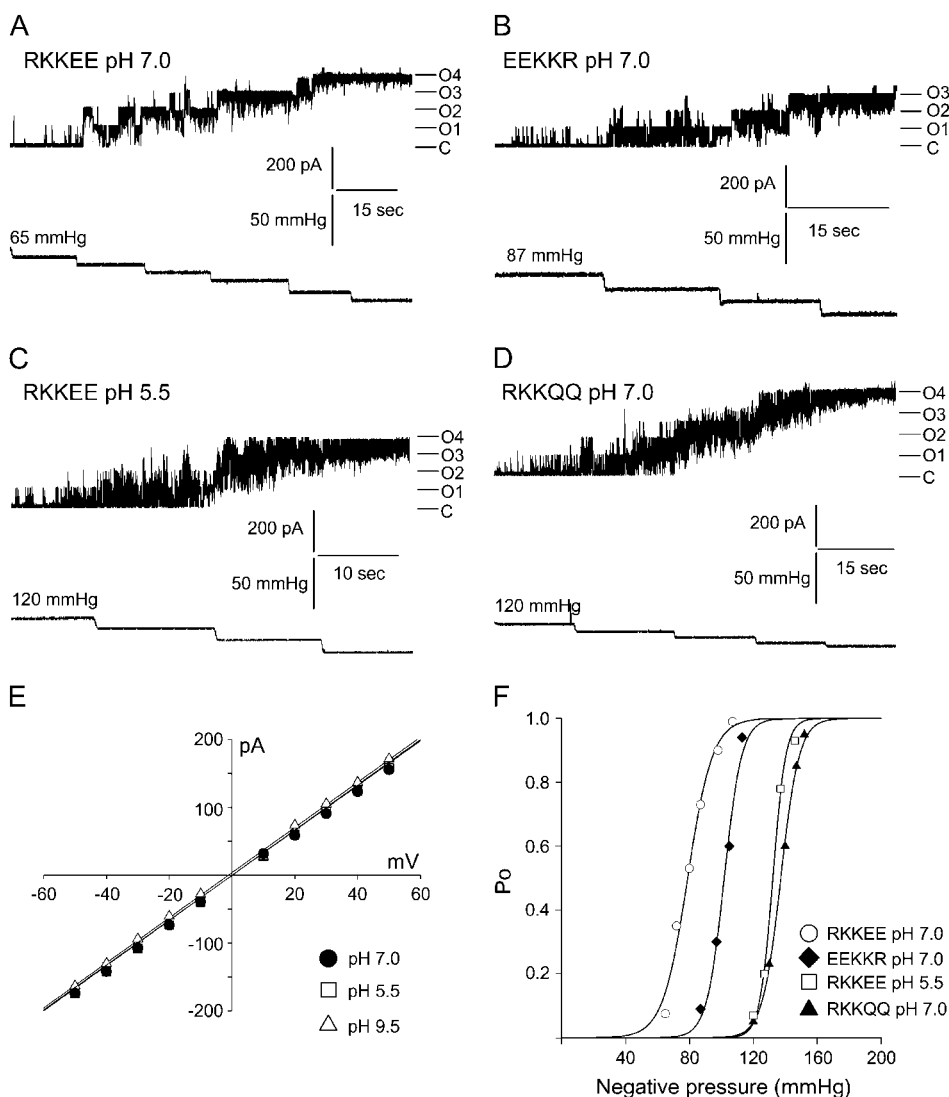 A
RKKEE pH 7.0
O4
O3
O2
O1
C
200 pA
50 mmHg
15 sec
65 mmHg
B
EEKKR pH 7.0
O3
O2
O1
C
200 pA
50 mmHg
15 sec
87 mmHg
C
RKKEE pH 5.5
O4
O3
O2
O1
C
200 pA
50 mmHg
10 sec
120 mmHg
D
RKKQQ pH 7.0
O4
O3
O2
O1
C
200 pA
50 mmHg
15 sec
120 mmHg
E
pA
200
100
mV
-60 -40 -20 0 20 40 60
-100
-200
pH 7.0
pH 5.5
pH 9.5
F
Po
1.0
0.8
0.6
0.4
0.2
40 80 120 160 200
Negative pressure (mmHg)
RKKEE pH 7.0
EEKKR pH 7.0
RKKEE pH 5.5
RKKQQ pH 7.0